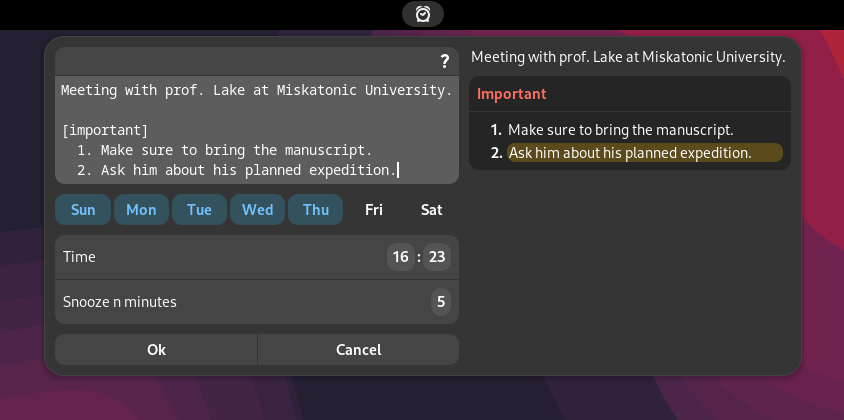 ?
Meeting with prof. Lake at Miskatonic University.
[important]
1. Make sure to bring the manuscript.
2. Ask him about his planned expedition.
Sun Mon Tue Wed Thu Fri Sat
Time 16 : 23
Snooze n minutes 5
Ok Cancel
Meeting with prof. Lake at Miskatonic University.
Important
1. Make sure to bring the manuscript.
2. Ask him about his planned expedition.